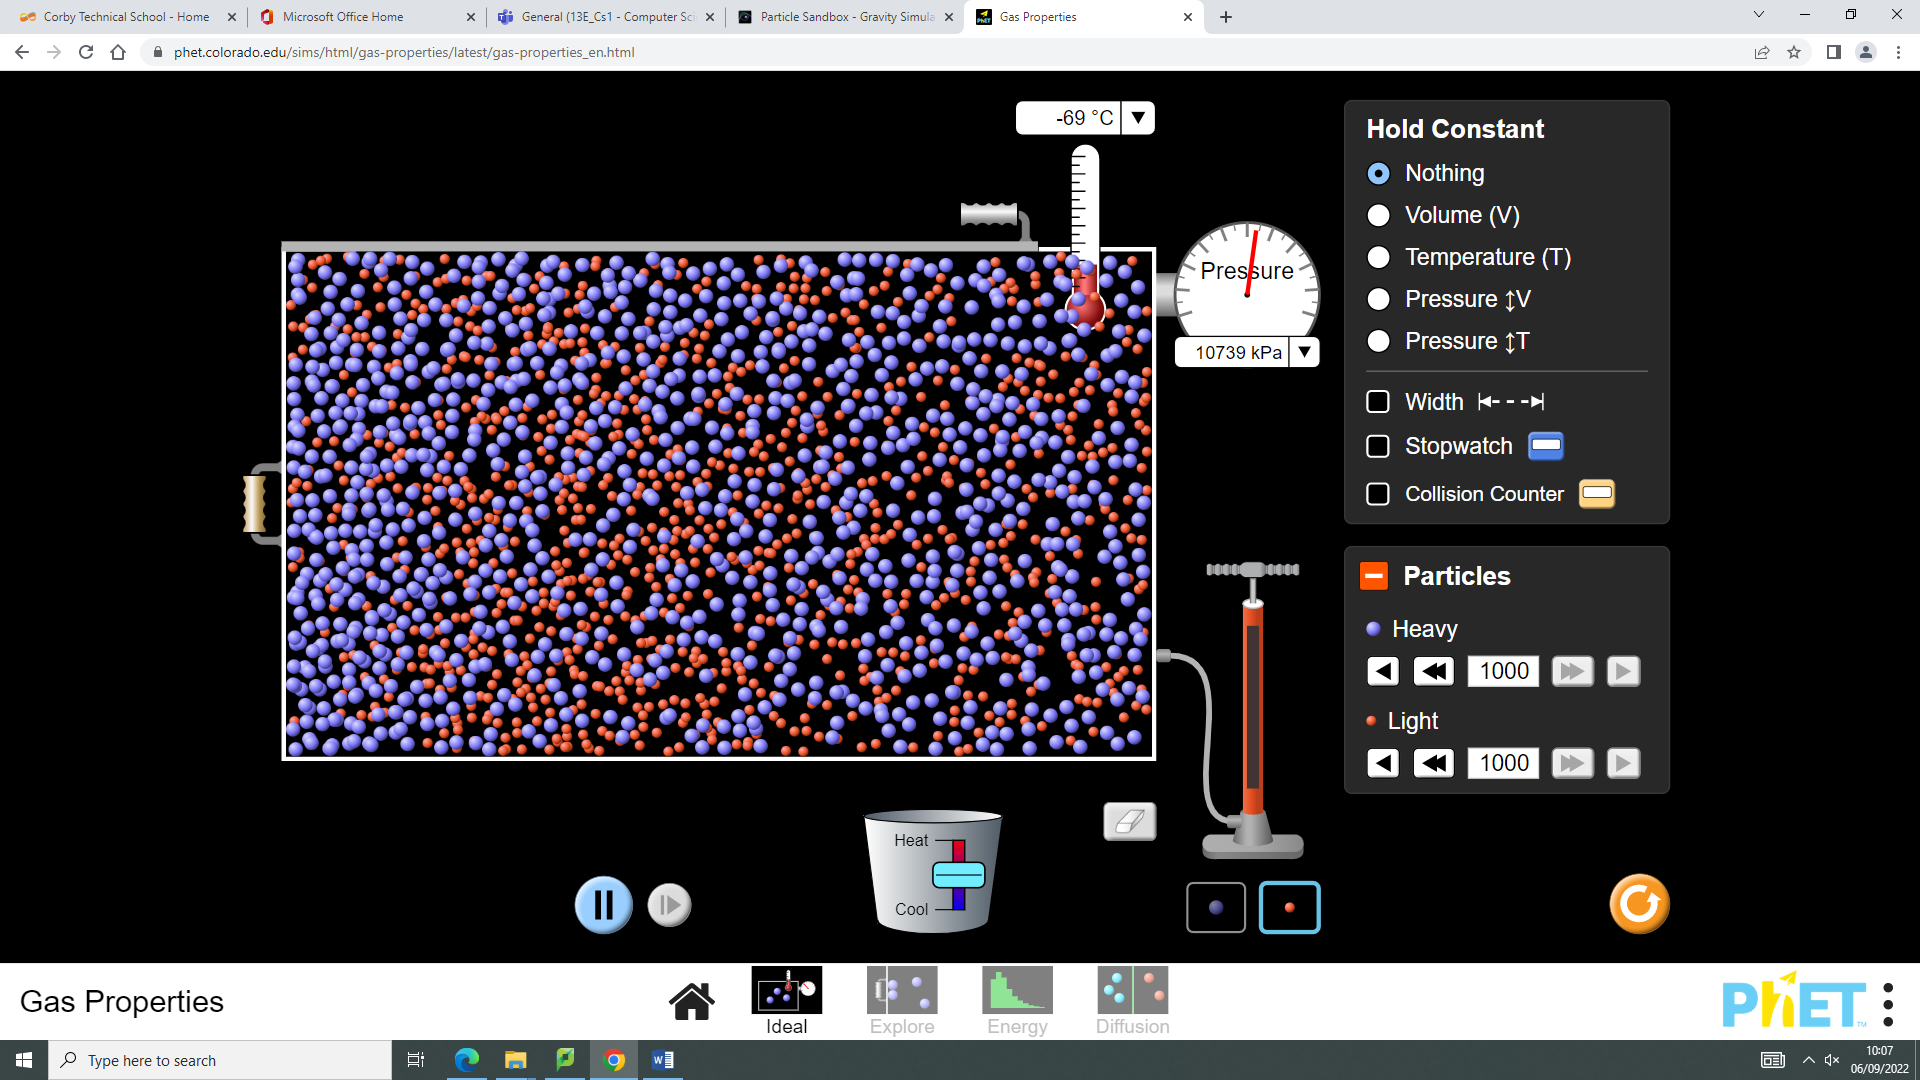 Corby Technical School - Home
Microsoft Office Home
General (13E_Cs1 - Computer Sci
Particle Sandbox - Gravity Simula
Gas Properties
phet.colorado.edu/sims/html/gas-properties/latest/gas-properties_en.html
-69 °C
Pressure
10739 kPa
Hold Constant
Nothing
Volume (V)
Temperature (T)
Pressure ↕V
Pressure ↕T
Width
Stopwatch
Collision Counter
Particles
Heavy
1000
Light
1000
Heat
Cool
Gas Properties
Ideal
Explore
Energy
Diffusion
PhET
TM
Type here to search
10:07
06/09/2022